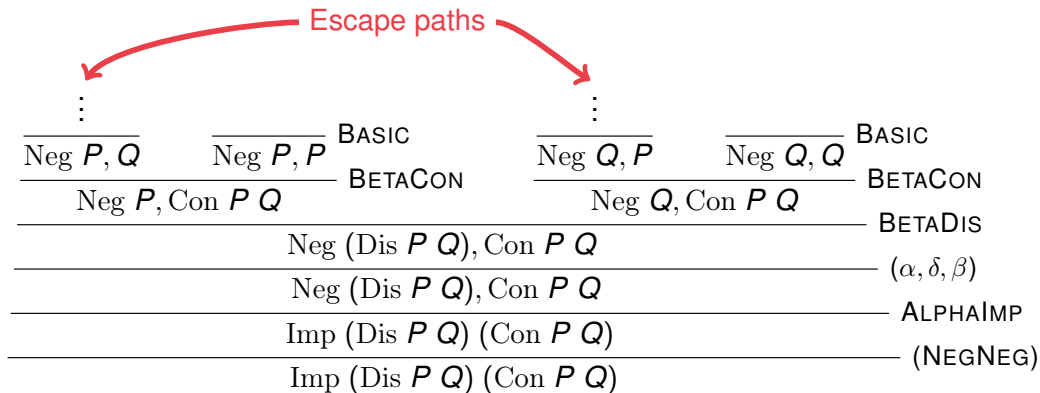 Escape paths
⋮ ⋮
BASIC BASIC
Neg P, Q Neg P, P Neg Q, P Neg Q, Q
BETACON BETACON
Neg P, Con P Q Neg Q, Con P Q
BETADIS
Neg (Dis P Q), Con P Q
(α, δ, β)
Neg (Dis P Q), Con P Q
ALPHAIMP
Imp (Dis P Q) (Con P Q)
(NEGNEG)
Imp (Dis P Q) (Con P Q)